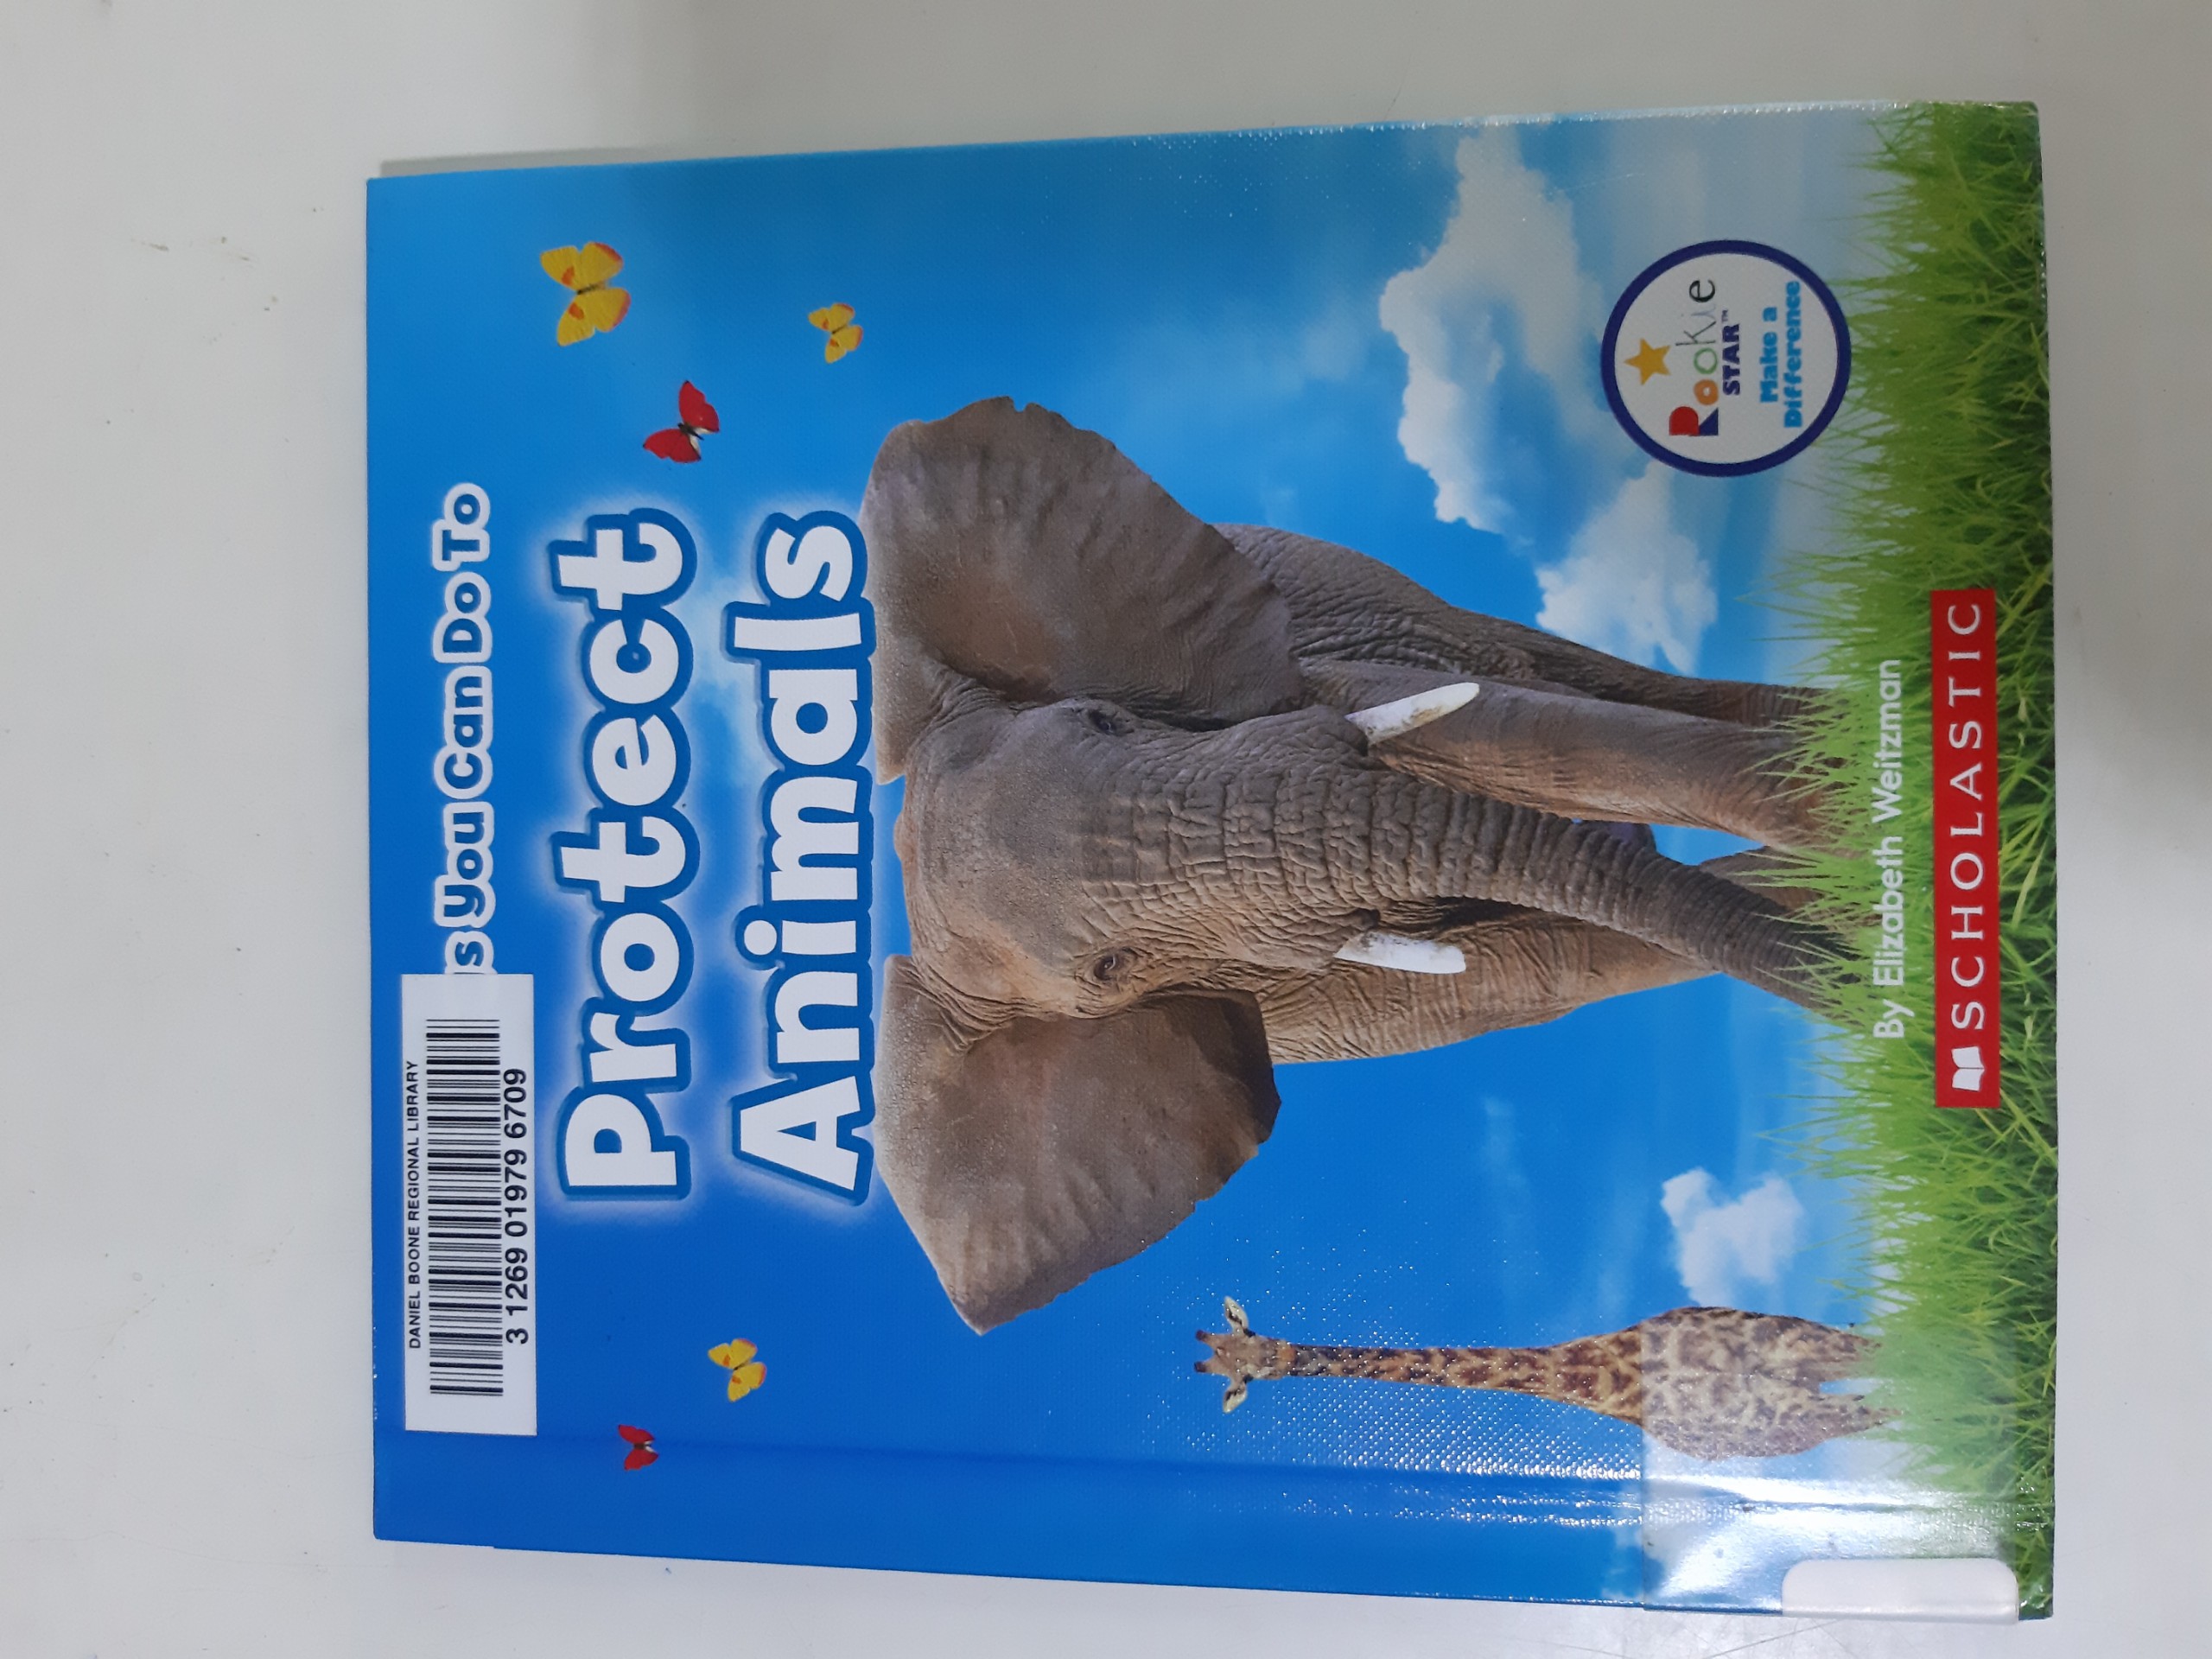 DANIEL BOONE REGIONAL LIBRARY
3 1269 01979 6709
You Can Do To
Protect
Animals
Rookie
STAR™
Make a
Difference
By Elizabeth Weitzman
SCHOLASTIC